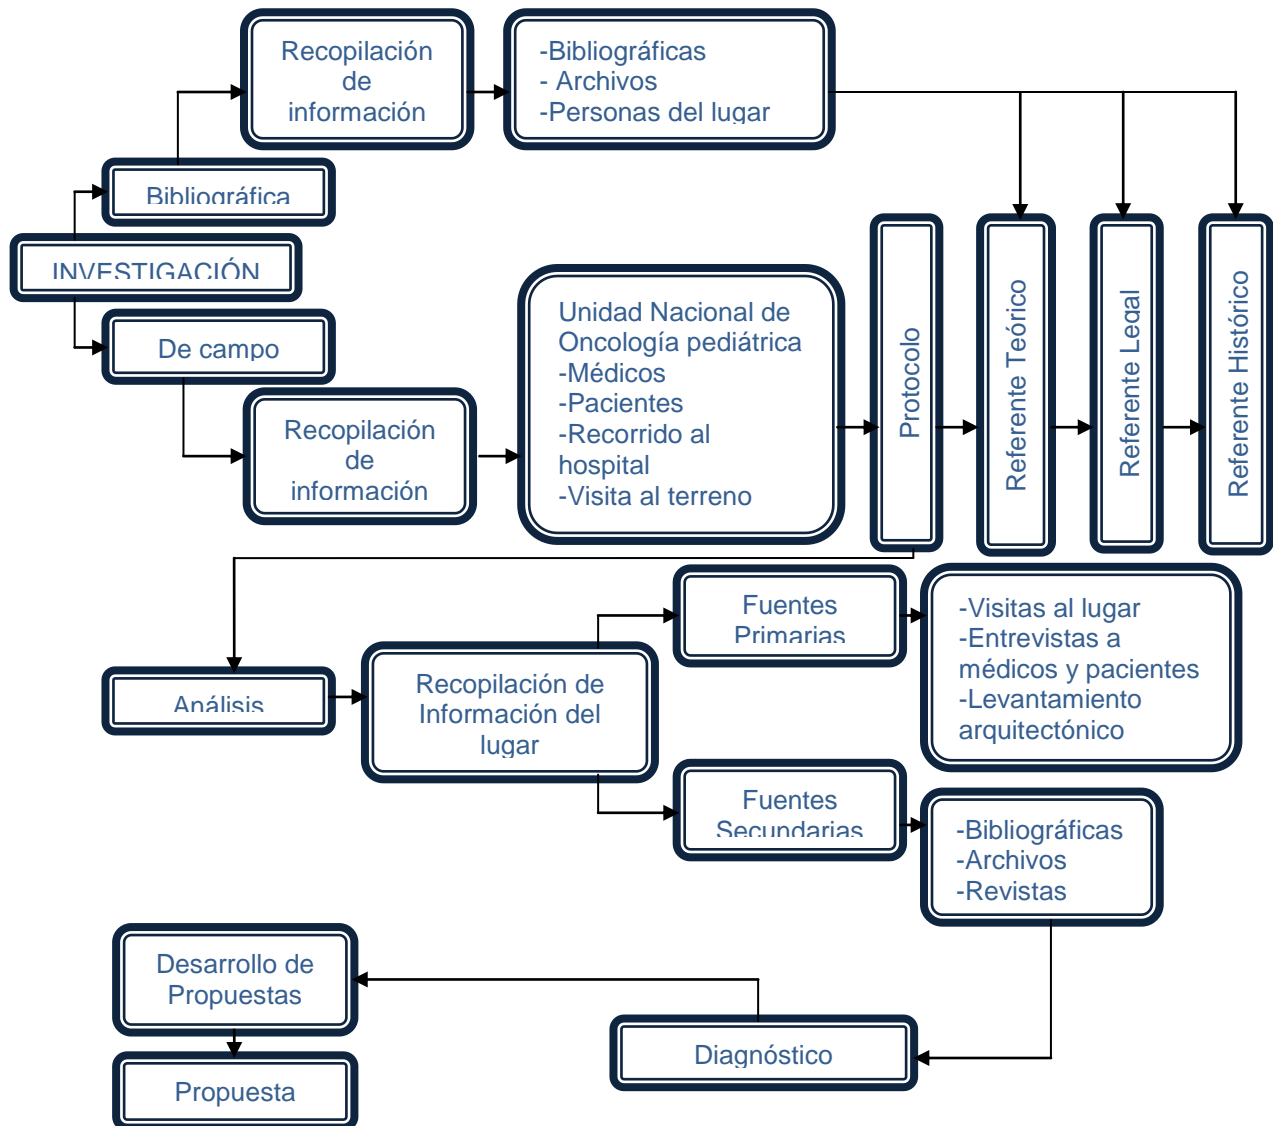 Recopilación
de
información
-Bibliográficas
- Archivos
-Personas del lugar
Bibliográfica
INVESTIGACIÓN
De campo
Recopilación
de
información
Unidad Nacional de
Oncología pediátrica
-Médicos
-Pacientes
-Recorrido al
hospital
-Visita al terreno
Protocolo
Referente Teórico
Referente Legal
Referente Histórico
Análisis
Recopilación de
Información del
lugar
Fuentes
Primarias
-Visitas al lugar
-Entrevistas a
médicos y pacientes
-Levantamiento
arquitectónico
Fuentes
Secundarias
-Bibliográficas
-Archivos
-Revistas
Diagnóstico
Desarrollo de
Propuestas
Propuesta